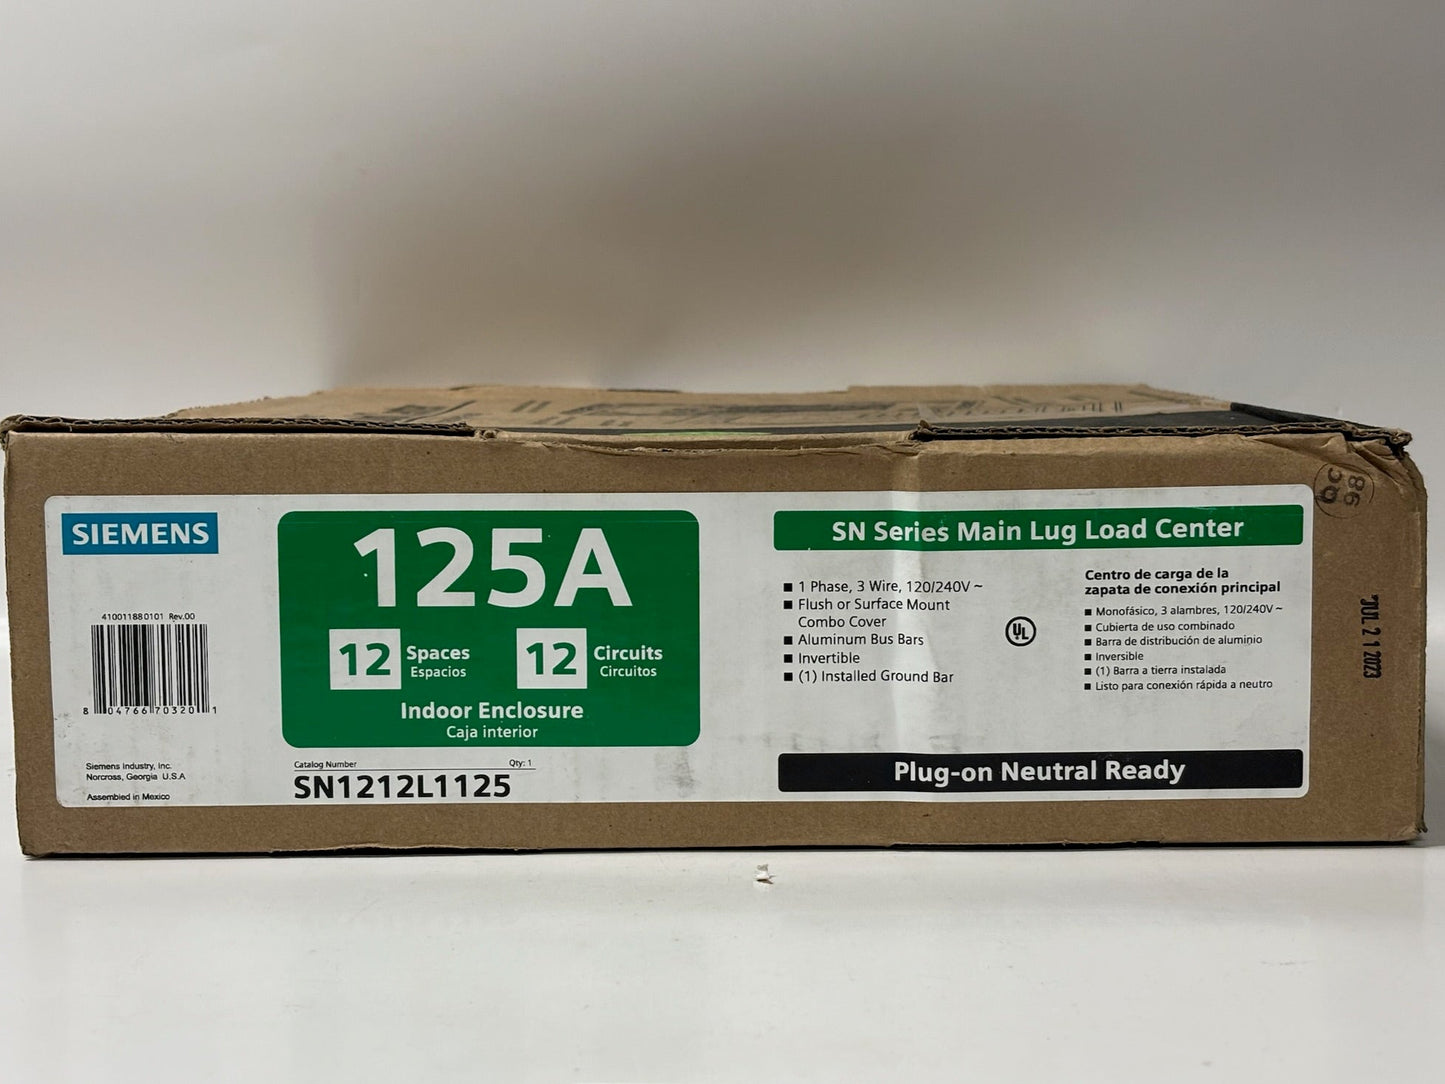 SIEMENS
410011880101 Rev.00
8 04766 70320 1
Siemens Industry, Inc.
Norcross, Georgia U.S.A
Assembled in Mexico
125A
12 Spaces
Espacios
12 Circuits
Circuitos
Indoor Enclosure
Caja interior
Catalog Number
Qty: 1
SN1212L1125
SN Series Main Lug Load Center
■ 1 Phase, 3 Wire, 120/240V ~
■ Flush or Surface Mount
Combo Cover
■ Aluminum Bus Bars
■ Invertible
■ (1) Installed Ground Bar
UL
Centro de carga de la
zapata de conexión principal
■ Monofásico, 3 alambres, 120/240V ~
■ Cubierta de uso combinado
■ Barra de distribución de aluminio
■ Inversible
■ (1) Barra a tierra instalada
■ Listo para conexión rápida a neutro
Plug-on Neutral Ready
QC
98
JUL 21 2023